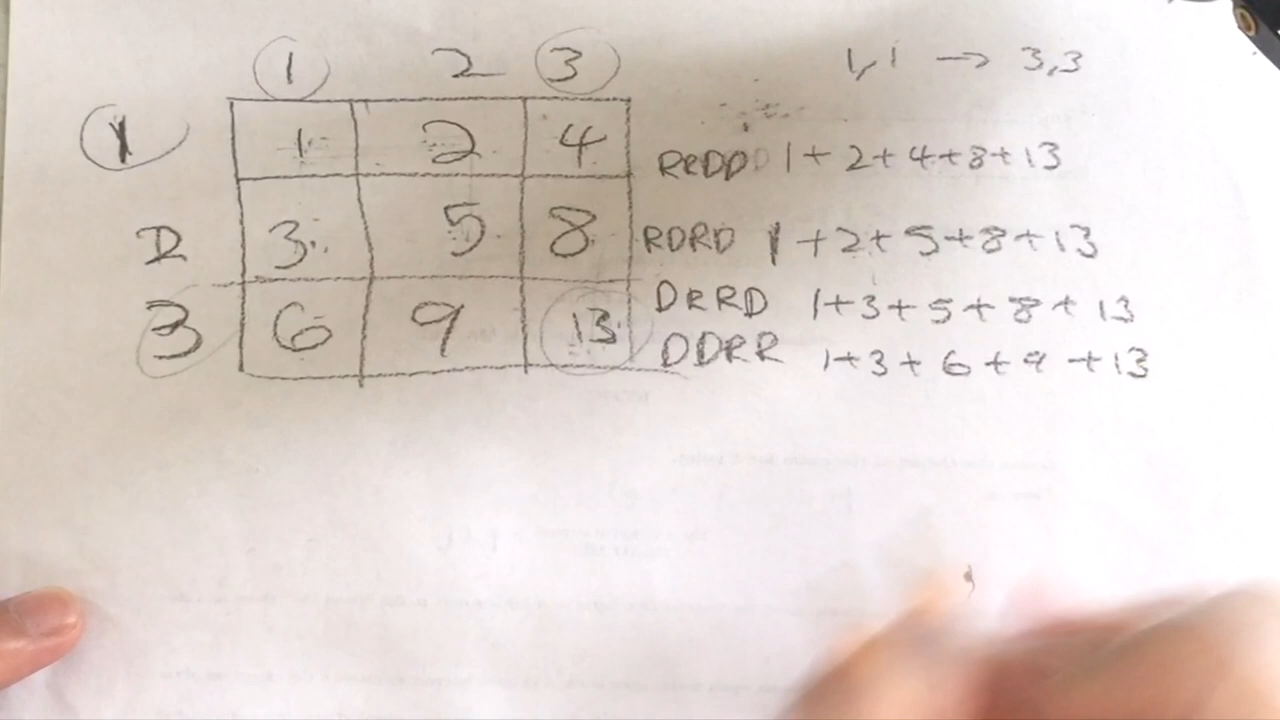 1 2 3 1,1 → 3,3
1 1 2 4 RRDD 1+2+4+8+13
2 3 5 8 RDRD 1+2+5+8+13
DRRD 1+3+5+8+13
3 6 9 13 DDRR 1+3+6+9+13